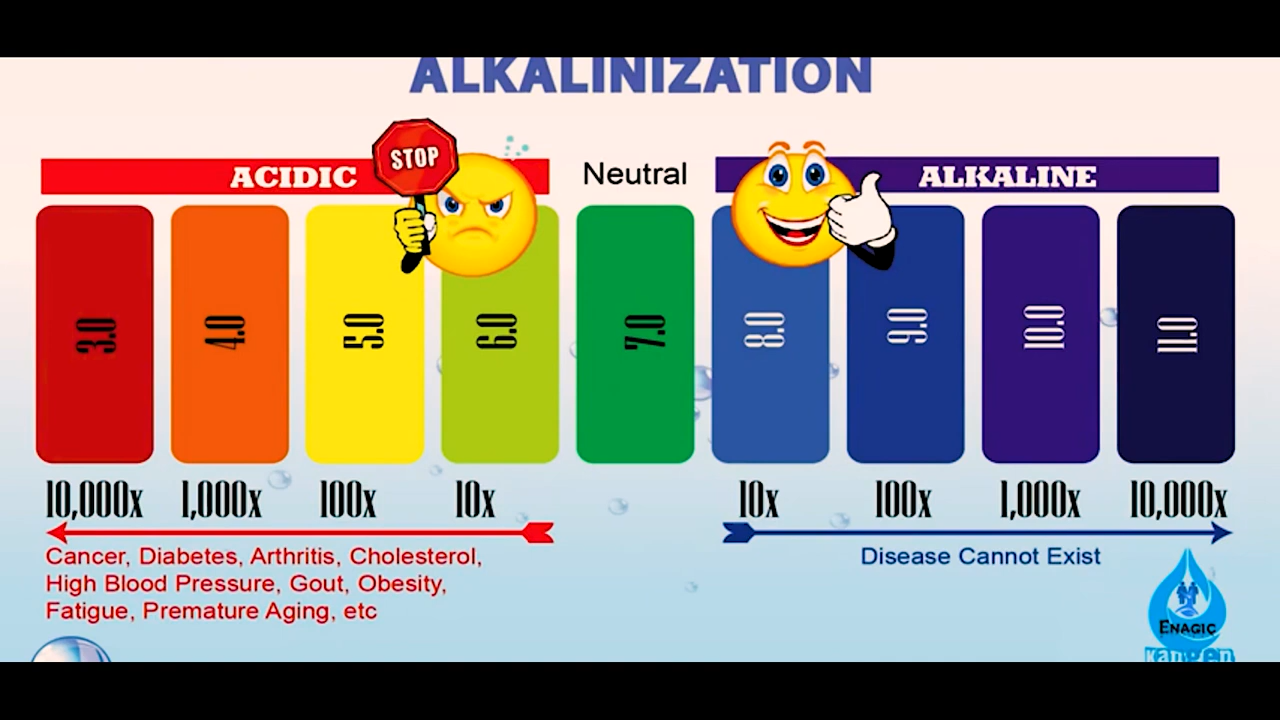 ALKALINIZATION
STOP
ACIDIC
Neutral
ALKALINE
3.0
4.0
5.0
6.0
7.0
8.0
9.0
10.0
11.0
10,000x
1,000x
100x
10x
10x
100x
1,000x
10,000x
Cancer, Diabetes, Arthritis, Cholesterol,
High Blood Pressure, Gout, Obesity,
Fatigue, Premature Aging, etc
Disease Cannot Exist
ENAGIC
Kangen